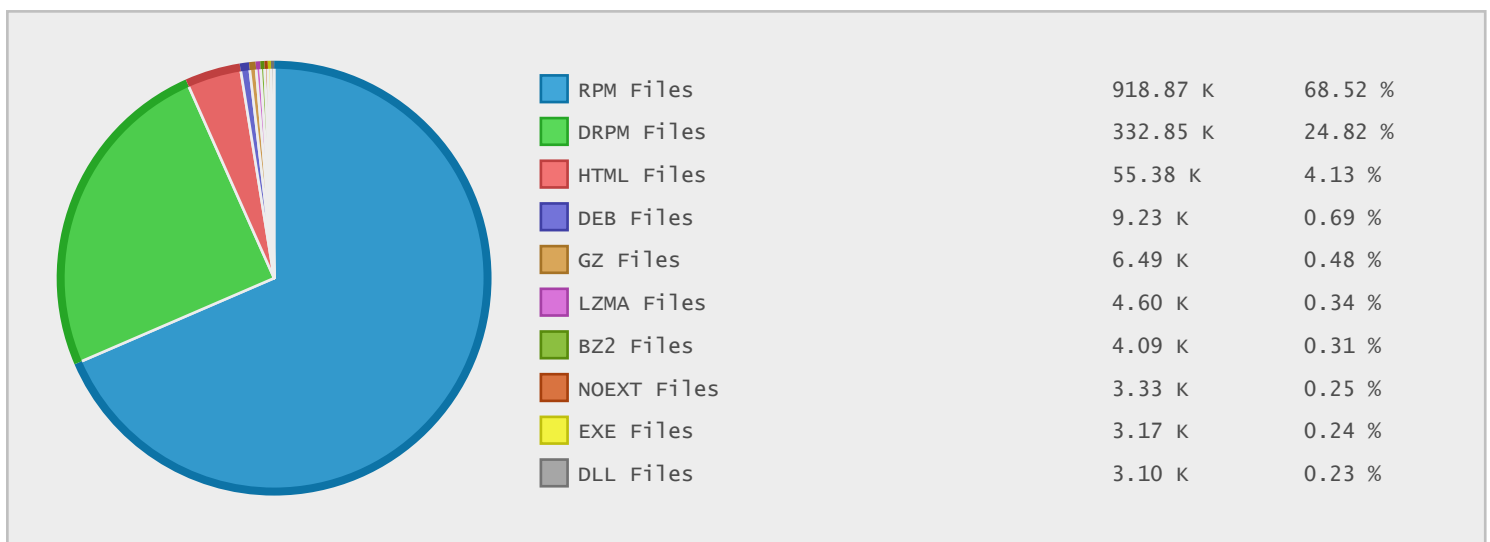 RPM Files 918.87 K 68.52 %
DRPM Files 332.85 K 24.82 %
HTML Files 55.38 K 4.13 %
DEB Files 9.23 K 0.69 %
GZ Files 6.49 K 0.48 %
LZMA Files 4.60 K 0.34 %
BZ2 Files 4.09 K 0.31 %
NOEXT Files 3.33 K 0.25 %
EXE Files 3.17 K 0.24 %
DLL Files 3.10 K 0.23 %